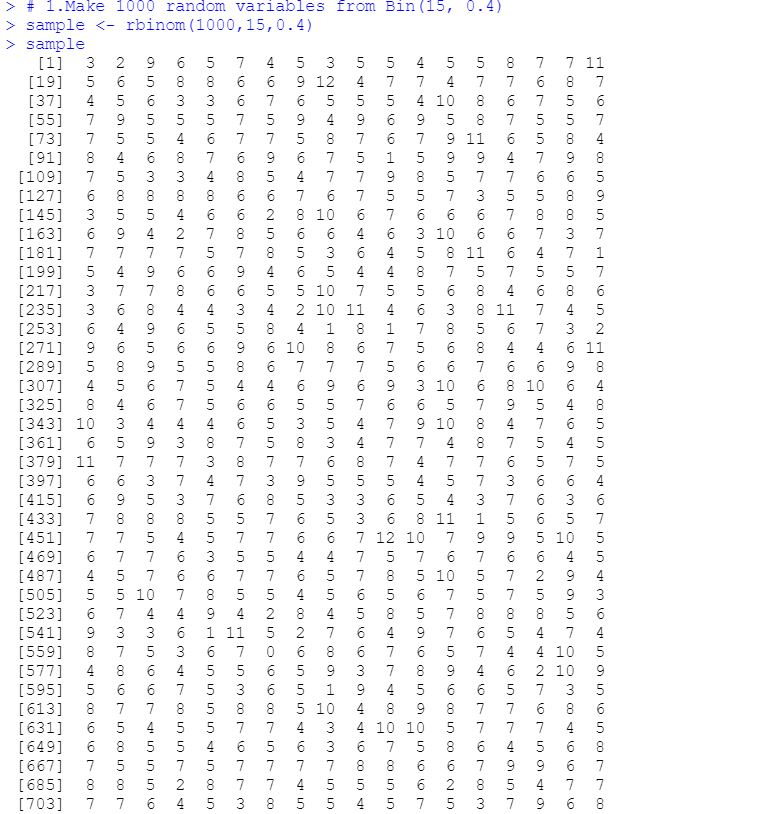 > # 1.Make 1000 random variables from Bin(15, 0.4)
> sample <- rbinom(1000,15,0.4)
> sample
[1] 3 2 9 6 5 7 4 5 3 5 5 4 5 5 8 7 7 11
[19] 5 6 5 8 8 6 6 9 12 4 7 7 4 7 7 6 8 7
[37] 4 5 6 3 3 6 7 6 5 5 5 4 10 8 6 7 5 6
[55] 7 9 5 5 5 7 5 9 4 9 6 9 5 8 7 5 5 7
[73] 7 5 5 4 6 7 7 5 8 7 6 7 9 11 6 5 8 4
[91] 8 4 6 8 7 6 9 6 7 5 1 5 9 9 4 7 9 8
[109] 7 5 3 3 4 8 5 4 7 7 9 8 5 7 7 6 6 5
[127] 6 8 8 8 8 6 6 7 6 7 5 5 7 3 5 5 8 9
[145] 3 5 5 4 6 6 2 8 10 6 7 6 6 6 7 8 8 5
[163] 6 9 4 2 7 8 5 6 6 4 6 3 10 6 6 7 3 7
[181] 7 7 7 7 5 7 8 5 3 6 4 5 8 11 6 4 7 1
[199] 5 4 9 6 6 9 4 6 5 4 4 8 7 5 7 5 5 7
[217] 3 7 7 8 6 6 5 5 10 7 5 5 6 8 4 6 8 6
[235] 3 6 8 4 4 3 4 2 10 11 4 6 3 8 11 7 4 5
[253] 6 4 9 6 5 5 8 4 1 8 1 7 8 5 6 7 3 2
[271] 9 6 5 6 6 9 6 10 8 6 7 5 6 8 4 4 6 11
[289] 5 8 9 5 5 8 6 7 7 7 5 6 6 7 6 6 9 8
[307] 4 5 6 7 5 4 4 6 9 6 9 3 10 6 8 10 6 4
[325] 8 4 6 7 5 6 6 5 5 7 6 6 5 7 9 5 4 8
[343] 10 3 4 4 4 6 5 3 5 4 7 9 10 8 4 7 6 5
[361] 6 5 9 3 8 7 5 8 3 4 7 7 4 8 7 5 4 5
[379] 11 7 7 7 3 8 7 7 6 8 7 4 7 7 6 5 7 5
[397] 6 6 3 7 4 7 3 9 5 5 5 4 5 7 3 6 6 4
[415] 6 9 5 3 7 6 8 5 3 3 6 5 4 3 7 6 3 6
[433] 7 8 8 8 5 5 7 6 5 3 6 8 11 1 5 6 5 7
[451] 7 7 5 4 5 7 7 6 6 7 12 10 7 9 9 5 10 5
[469] 6 7 7 6 3 5 5 4 4 7 5 7 6 7 6 6 4 5
[487] 4 5 7 6 6 7 7 6 5 7 8 5 10 5 7 2 9 4
[505] 5 5 10 7 8 5 5 4 5 6 5 6 7 5 7 5 9 3
[523] 6 7 4 4 9 4 2 8 4 5 8 5 7 8 8 8 5 6
[541] 9 3 3 6 1 11 5 2 7 6 4 9 7 6 5 4 7 4
[559] 8 7 5 3 6 7 0 6 8 6 7 6 5 7 4 4 10 5
[577] 4 8 6 4 5 5 6 5 9 3 7 8 9 4 6 2 10 9
[595] 5 6 6 7 5 3 6 5 1 9 4 5 6 6 5 7 3 5
[613] 8 7 7 8 5 8 8 5 10 4 8 9 8 7 7 6 8 6
[631] 6 5 4 5 5 7 7 4 3 4 10 10 5 7 7 7 4 5
[649] 6 8 5 5 4 6 5 6 3 6 7 5 8 6 4 5 6 8
[667] 7 5 5 7 5 7 7 7 7 8 8 6 6 7 9 9 6 7
[685] 8 8 5 2 8 7 7 4 5 5 5 6 2 8 5 4 7 7
[703] 7 7 6 4 5 3 8 5 5 4 5 7 5 3 7 9 6 8